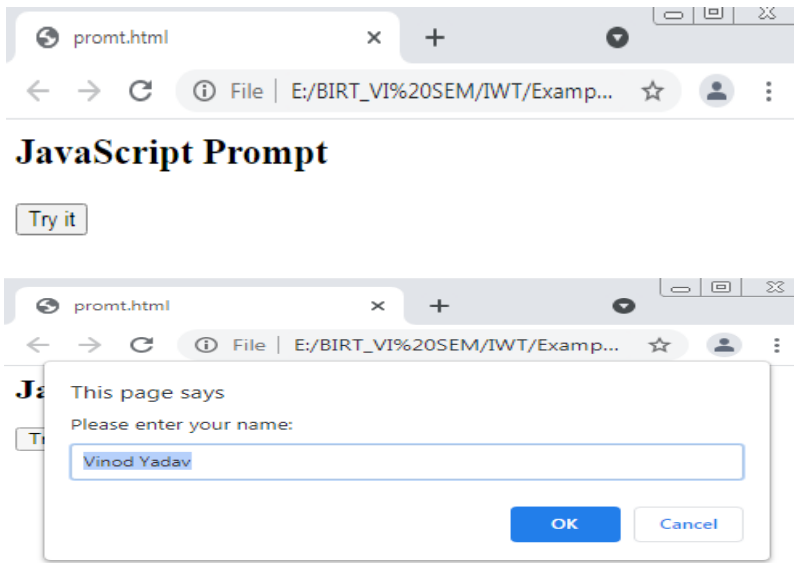 promt.html
File E:/BIRT_VI%20SEM/IWT/Examp...
JavaScript Prompt
Try it
promt.html
File E:/BIRT_VI%20SEM/IWT/Examp...
Ja
This page says
Please enter your name:
Tr
Vinod Yadav
OK Cancel